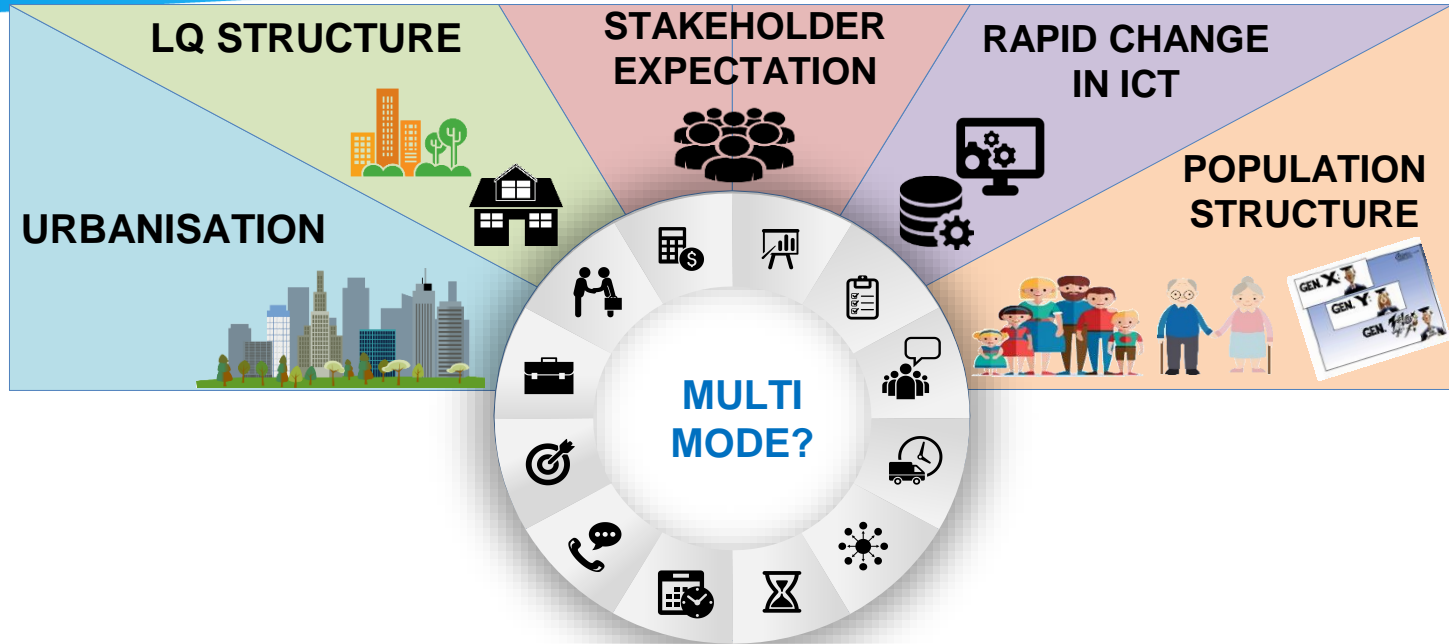 LQ STRUCTURE
STAKEHOLDER
EXPECTATION
RAPID CHANGE
IN ICT
POPULATION
STRUCTURE
URBANISATION
GEN. X
GEN. Y
GEN.
$
MULTI
MODE?